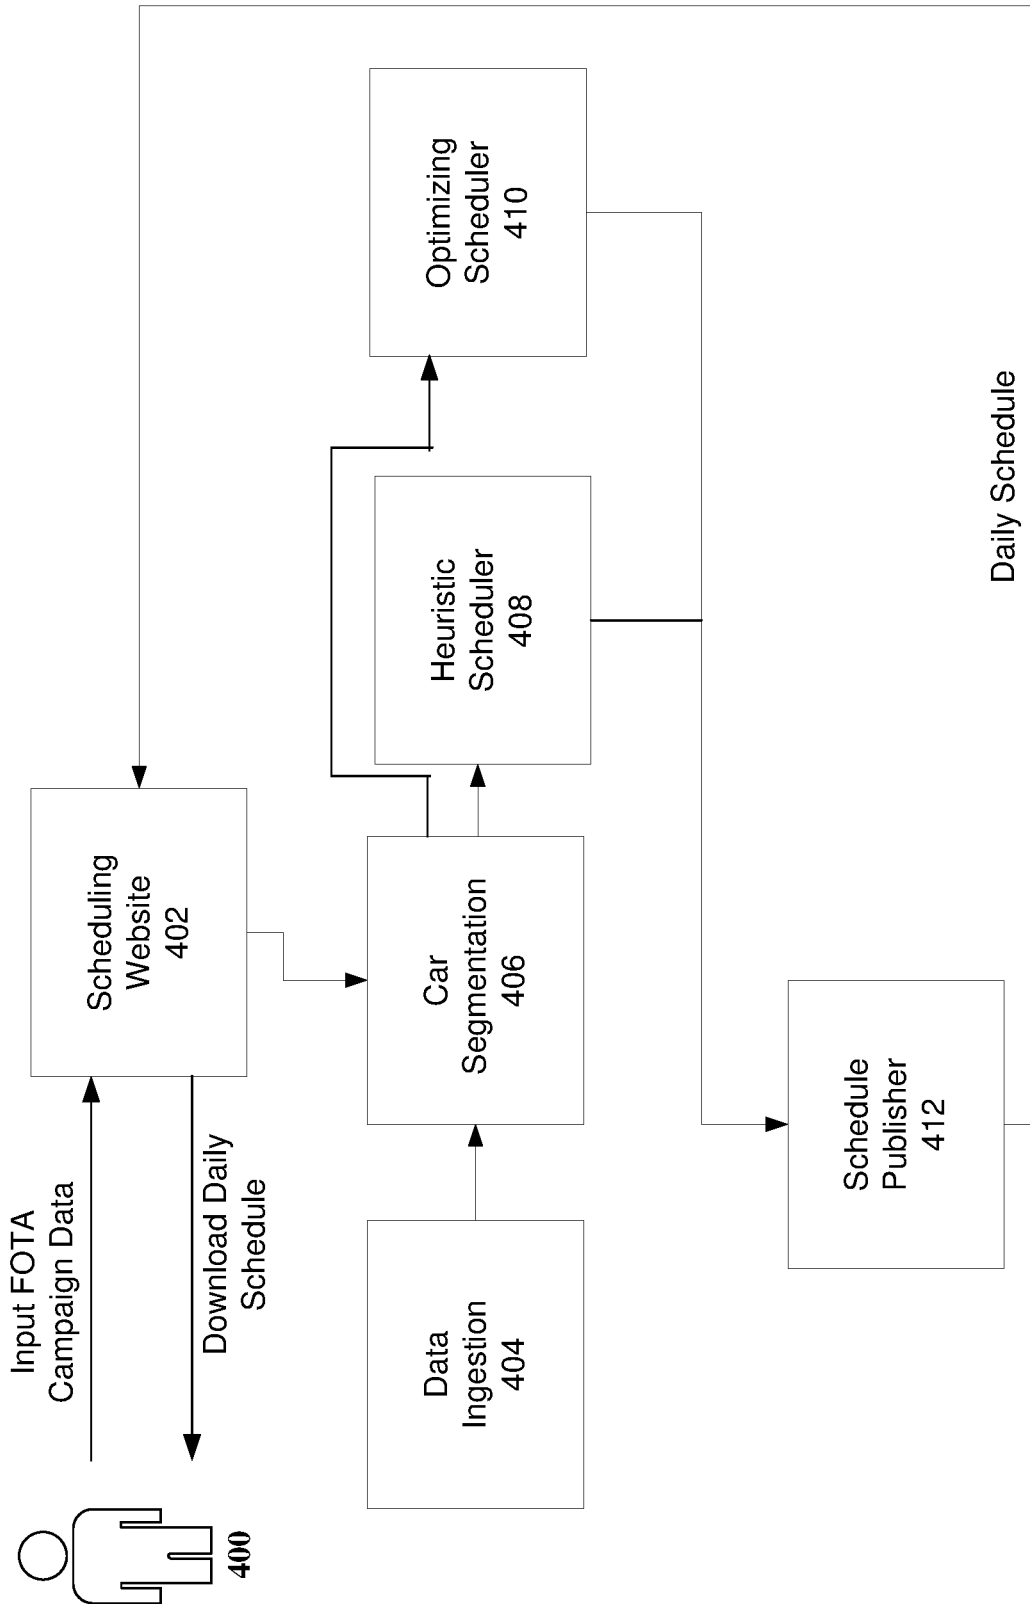 Input FOTA
Campaign Data
Download Daily
Schedule
400
Scheduling
Website
402
Data
Ingestion
404
Car
Segmentation
406
Heuristic
Scheduler
408
Optimizing
Scheduler
410
Schedule
Publisher
412
Daily Schedule